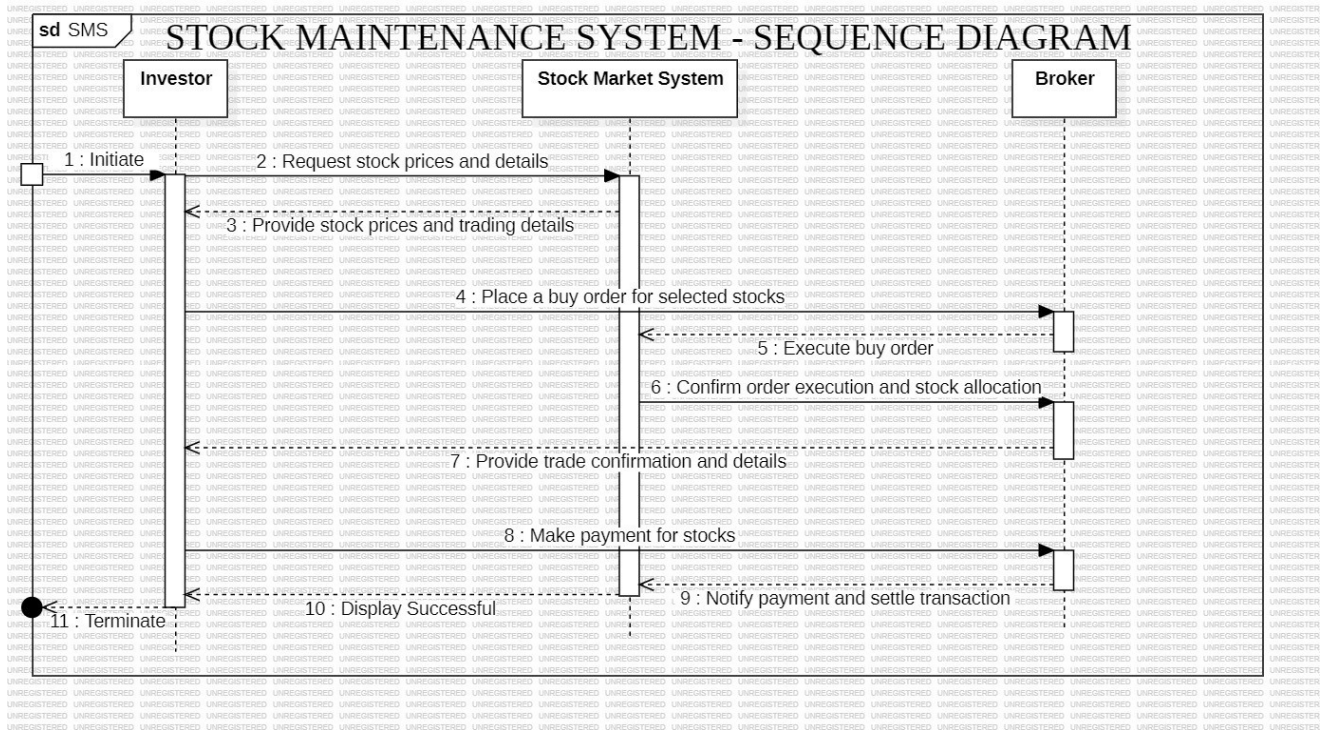 sd SMS
STOCK MAINTENANCE SYSTEM - SEQUENCE DIAGRAM
Investor
Stock Market System
Broker
1 : Initiate
2 : Request stock prices and details
3 : Provide stock prices and trading details
4 : Place a buy order for selected stocks
5 : Execute buy order
6 : Confirm order execution and stock allocation
7 : Provide trade confirmation and details
8 : Make payment for stocks
9 : Notify payment and settle transaction
10 : Display Successful
11 : Terminate
UNREGISTERED